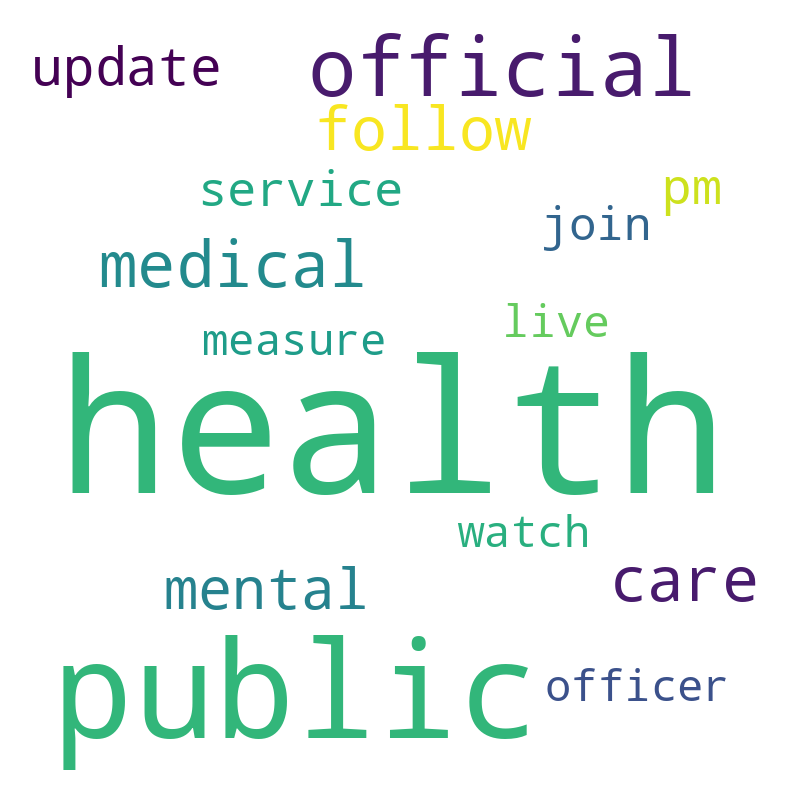 update official
follow
service pm
join
medical
live
measure
health
watch
mental care
public officer